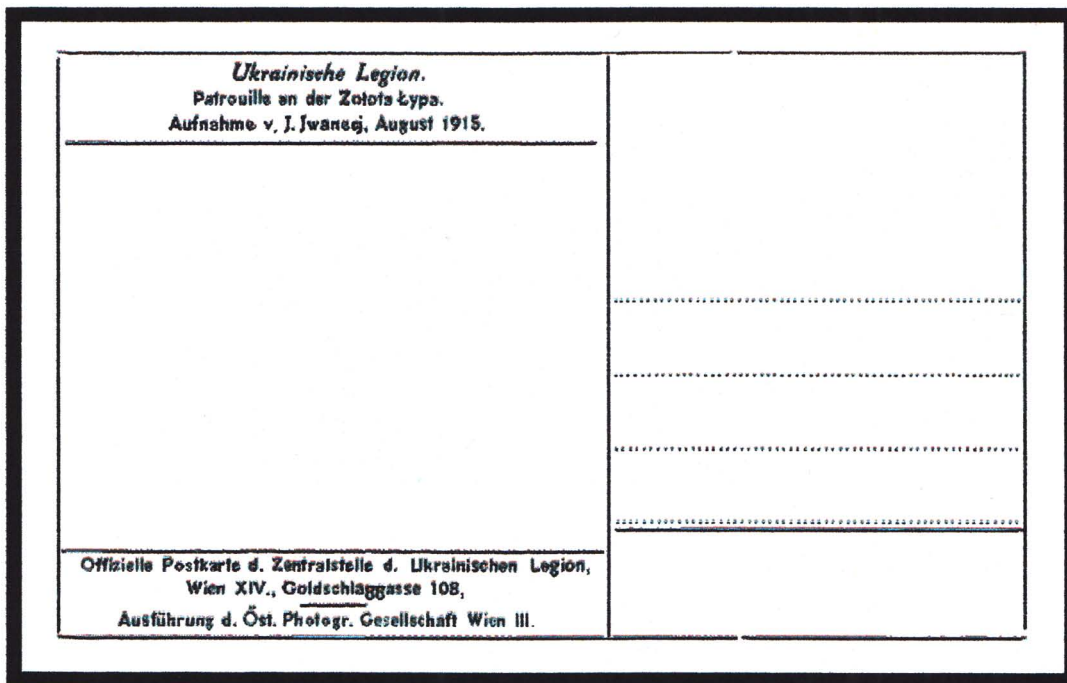 Ukrainische Legion.
Patrouille an der Zołota Łypa.
Aufnahme v. J. Jwanecj, August 1915.
Offizielle Postkarte d. Zentralstelle d. Ukrainischen Legion,
Wien XIV., Goldschlaggasse 108,
Ausführung d. Öst. Photogr. Gesellschaft Wien III.